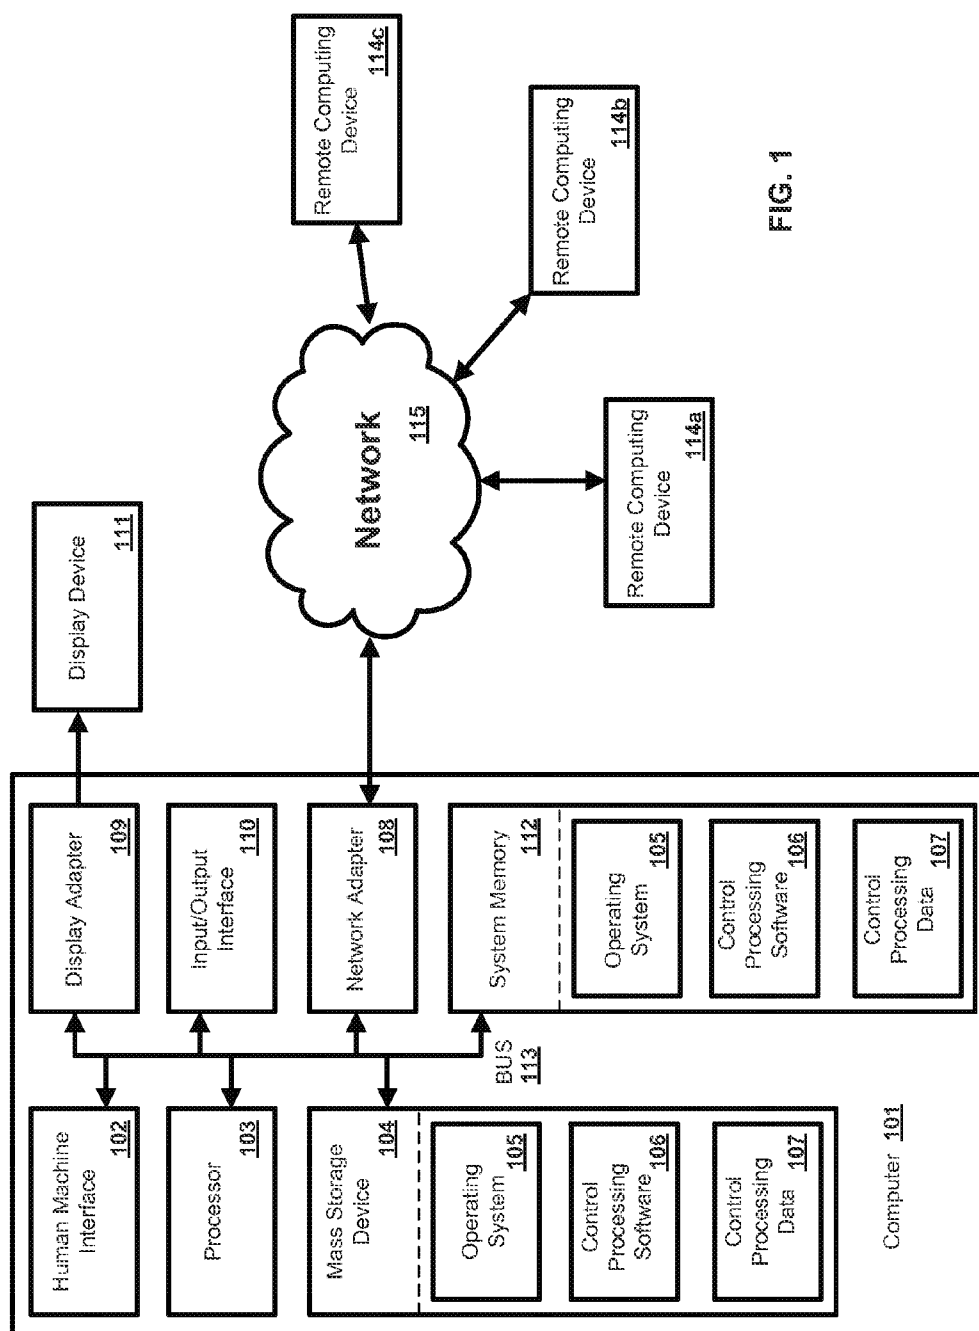 Human Machine
Interface
102
Processor
103
Mass Storage
Device
104
Operating
System
105
Control
Processing
Software
106
Control
Processing
Data
107
Computer 101
BUS
113
Display Adapter
109
Input/Output
Interface
110
Network Adapter
108
System Memory
112
Operating
System
105
Control
Processing
Software
106
Control
Processing
Data
107
Display Device
111
Network
115
Remote Computing
Device
114a
Remote Computing
Device
114b
Remote Computing
Device
114c
FIG. 1